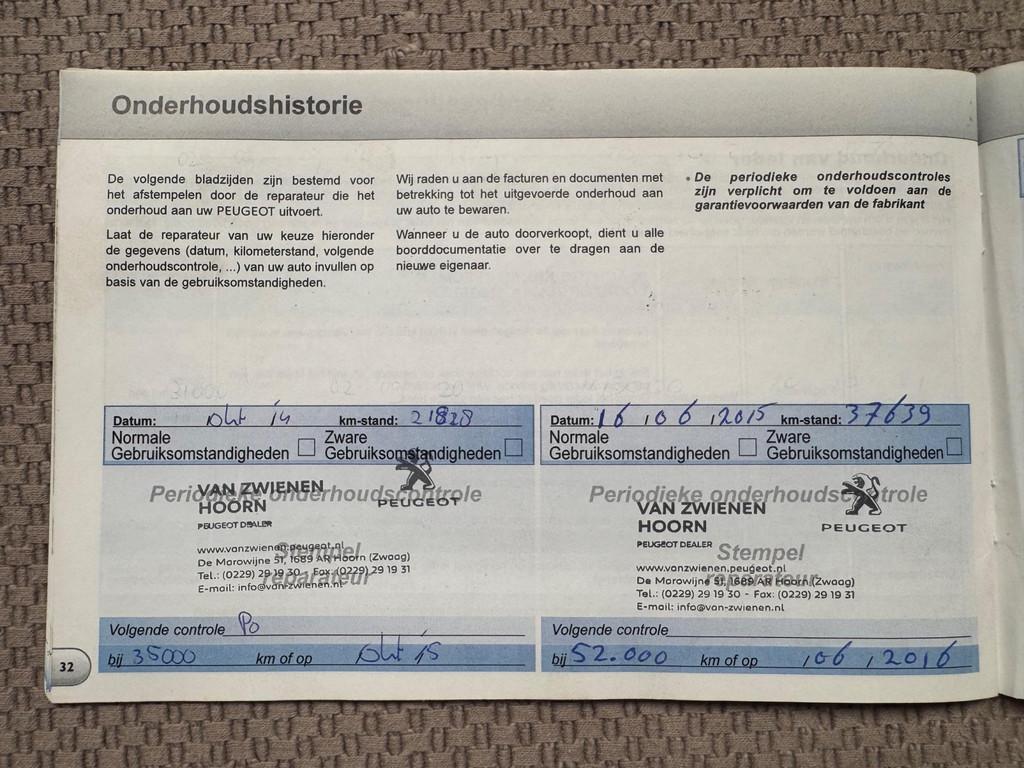 Onderhoudshistorie
De volgende bladzijden zijn bestemd voor
het afstempelen door de reparateur die het
onderhoud aan uw PEUGEOT uitvoert.
Laat de reparateur van uw keuze hieronder
de gegevens (datum, kilometerstand, volgende
onderhoudscontrole, ...) van uw auto invullen op
basis van de gebruiksomstandigheden.
Wij raden u aan de facturen en documenten met
betrekking tot het uitgevoerde onderhoud aan
uw auto te bewaren.
Wanneer u de auto doorverkoopt, dient u alle
boorddocumentatie over te dragen aan de
nieuwe eigenaar.
• De periodieke onderhoudscontroles
zijn verplicht om te voldoen aan de
garantievoorwaarden van de fabrikant
Datum: okt 14 km-stand: 21828
Normale Gebruiksomstandigheden
Zware Gebruiksomstandigheden
Periodieke onderhoudscontrole
VAN ZWIENEN
HOORN
PEUGEOT DEALER
PEUGEOT
Stempel
reparateur
www.vanzwienen.peugeot.nl
De Marowijne 51, 1689 AR Hoorn (Zwaag)
Tel.: (0229) 29 19 30 - Fax: (0229) 29 19 31
E-mail: info@van-zwienen.nl
Volgende controle Po
bij 35000 km of op okt 15
Datum: 16 / 06 / 2015 km-stand: 37639
Normale Gebruiksomstandigheden
Zware Gebruiksomstandigheden
Periodieke onderhoudscontrole
VAN ZWIENEN
HOORN
PEUGEOT DEALER
PEUGEOT
Stempel
reparateur
www.vanzwienen.peugeot.nl
De Marowijne 51, 1689 AR Hoorn (Zwaag)
Tel.: (0229) 29 19 30 - Fax: (0229) 29 19 31
E-mail: info@van-zwienen.nl
Volgende controle
bij 52.000 km of op / 06 / 2016
32